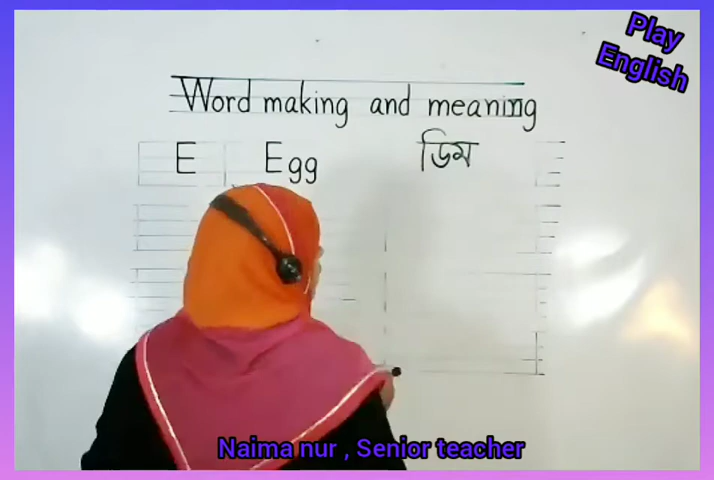 Play
English
Word making and meaning
E Egg ডিম
Naima nur , Senior teacher